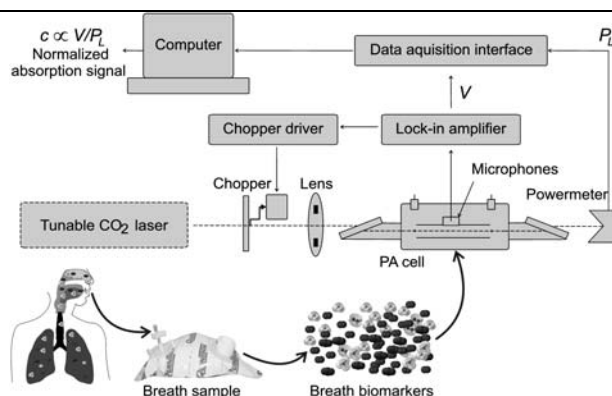 c ∝ V/P_L
Normalized
absorption signal
Computer
Data aquisition interface
P_L
V
Chopper driver
Lock-in amplifier
Chopper
Lens
Microphones
Powermeter
Tunable CO₂ laser
PA cell
Breath sample
Breath biomarkers